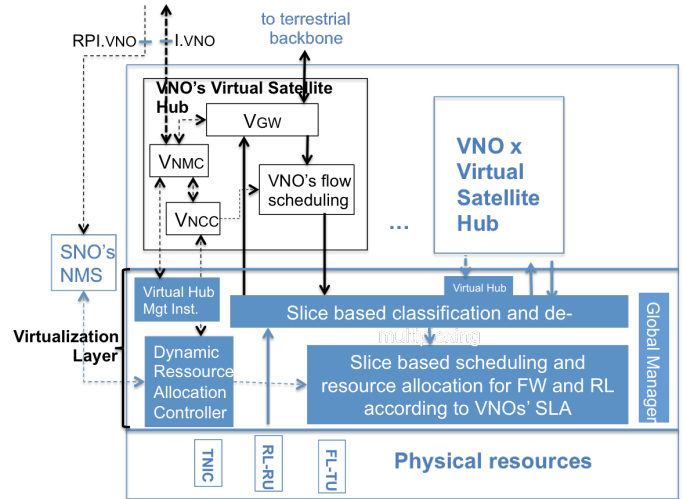 to terrestrial
backbone
RPI.VNO
I.VNO
VNO's Virtual Satellite
Hub
VGW
VNMC
VNO's flow
scheduling
VNCC
VNO x
Virtual
Satellite
Hub
...
SNO's
NMS
Virtual Hub
Mgt Inst.
Virtual Hub
Slice based classification and de-
multiplexing
Global Manager
Virtualization
Layer
Dynamic
Ressource
Allocation
Controller
Slice based scheduling and
resource allocation for FW and RL
according to VNOs' SLA
TNIC
RL-RU
FL-TU
Physical resources